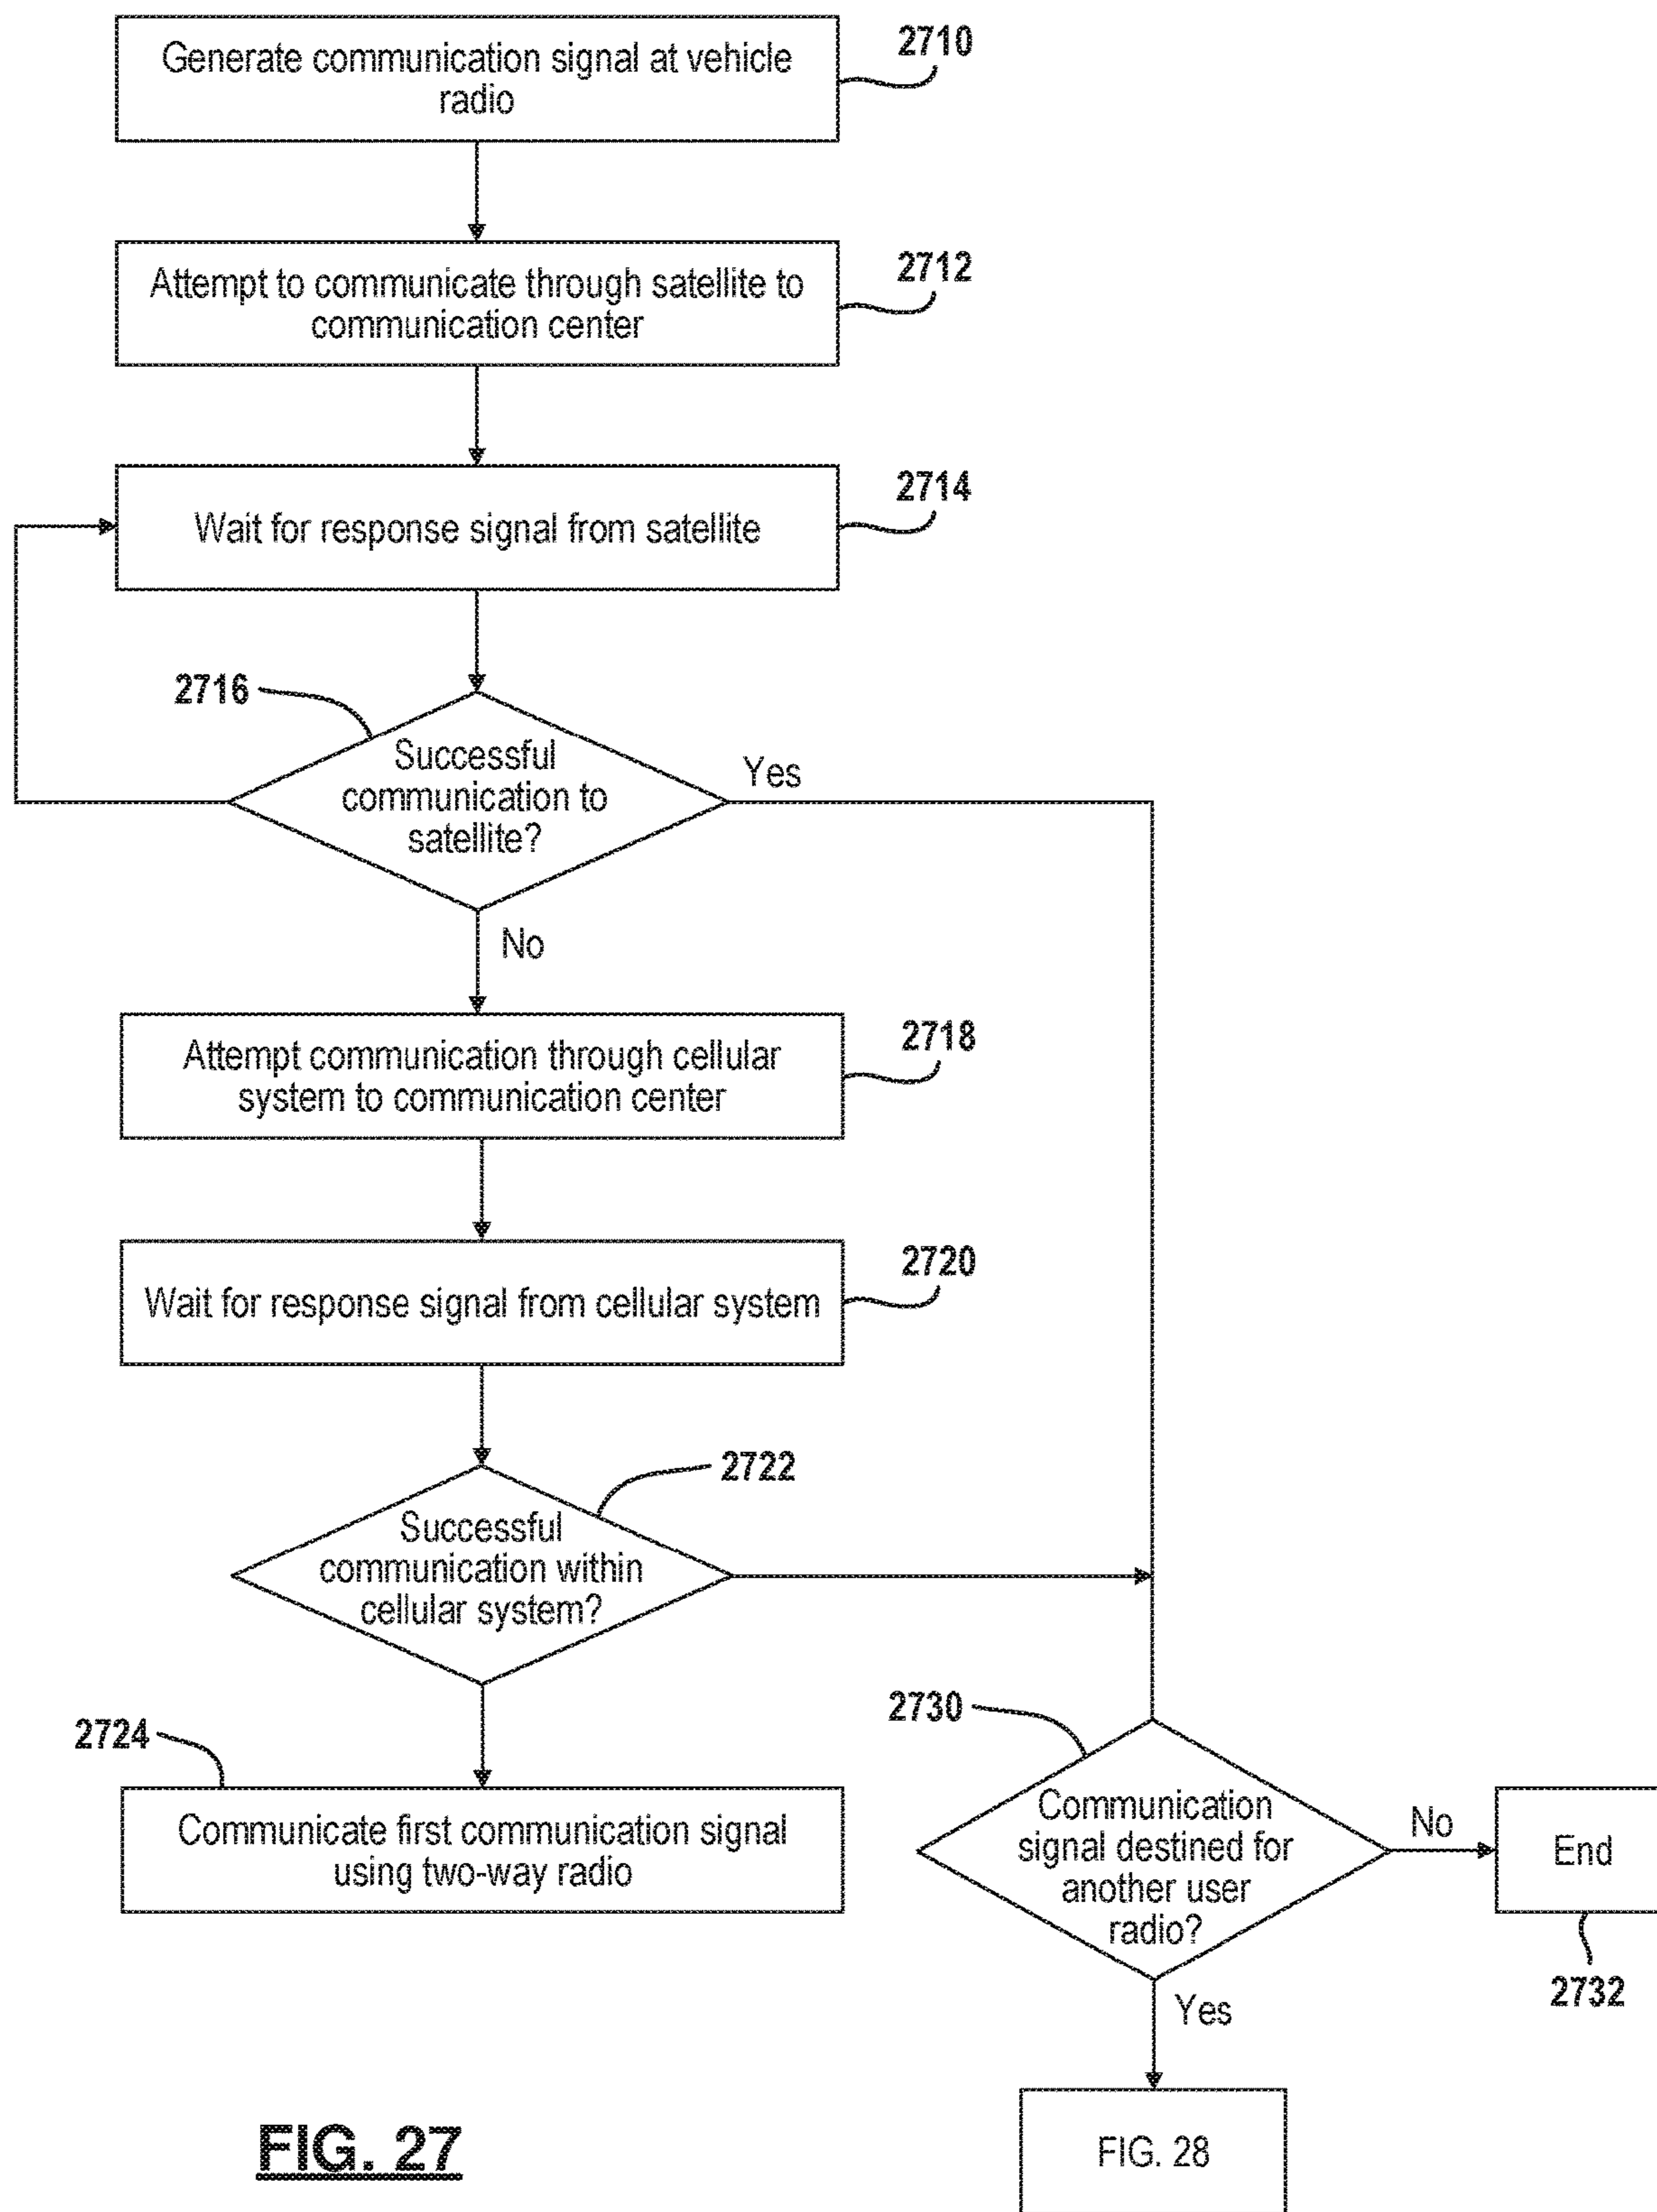 Generate communication signal at vehicle
radio
2710
Attempt to communicate through satellite to
communication center
2712
Wait for response signal from satellite
2714
2716
Successful
communication to
satellite?
Yes
No
Attempt communication through cellular
system to communication center
2718
Wait for response signal from cellular system
2720
2722
Successful
communication within
cellular system?
2724
Communicate first communication signal
using two-way radio
2730
Communication
signal destined for
another user
radio?
No
End
2732
Yes
FIG. 28
FIG. 27